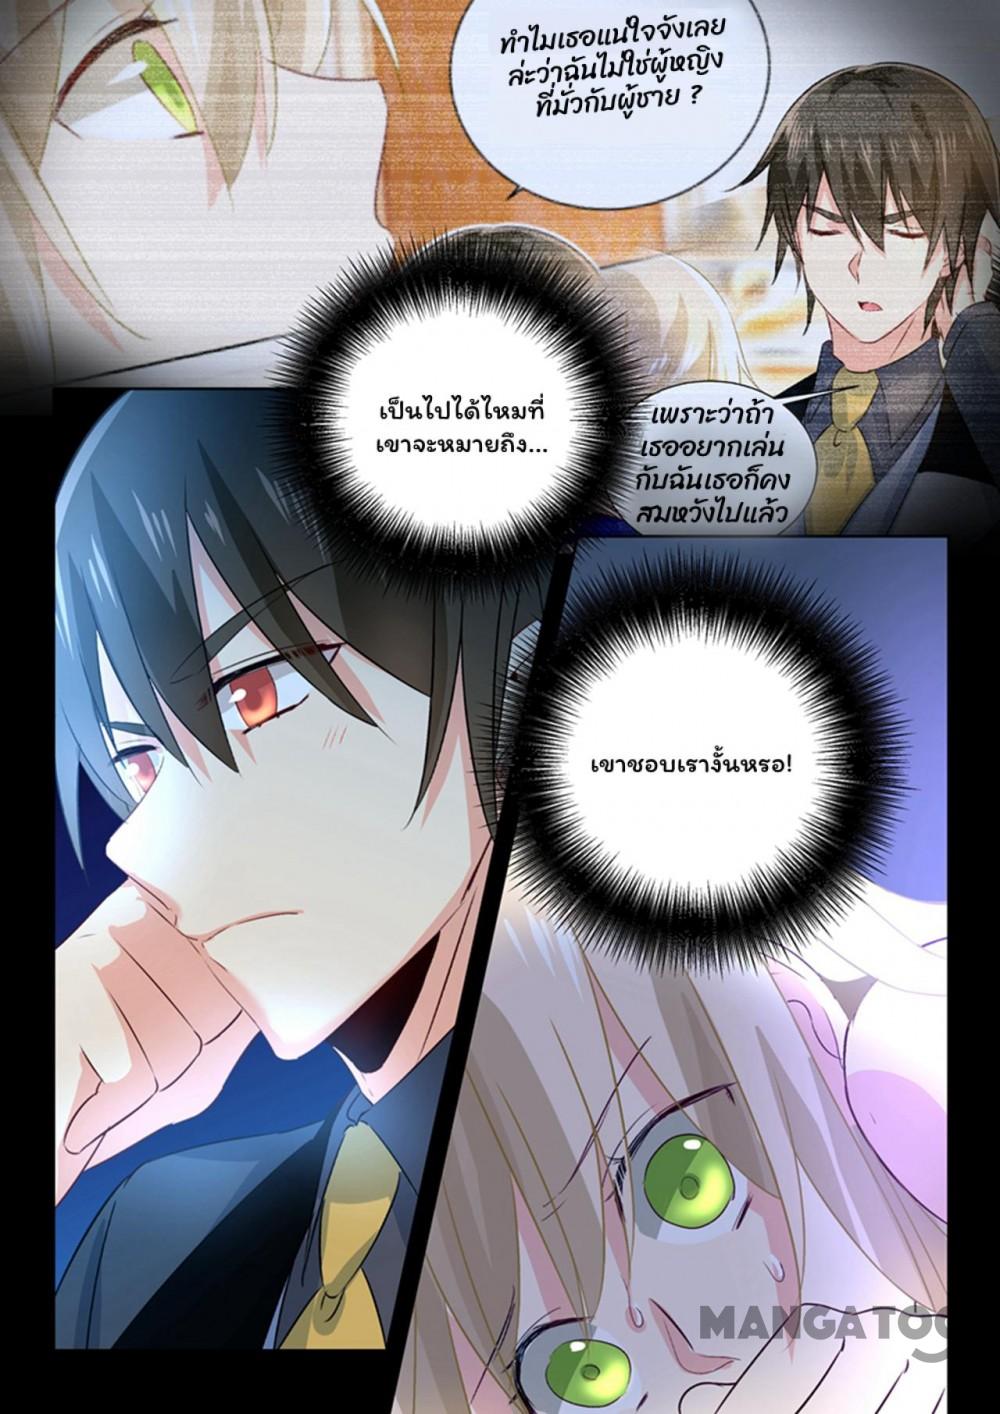 ทำไมเธอแน่ใจจังเลย
ล่ะว่าฉันไม่ใช่ผู้หญิง
ที่มั่วกับผู้ชาย ?
เพราะว่าถ้า
เธออยากเล่น
กับฉันเธอก็คง
สมหวังไปแล้ว
เป็นไปได้ไหมที่
เขาจะหมายถึง...
เขาชอบเรางั้นหรอ!
MANGATOO